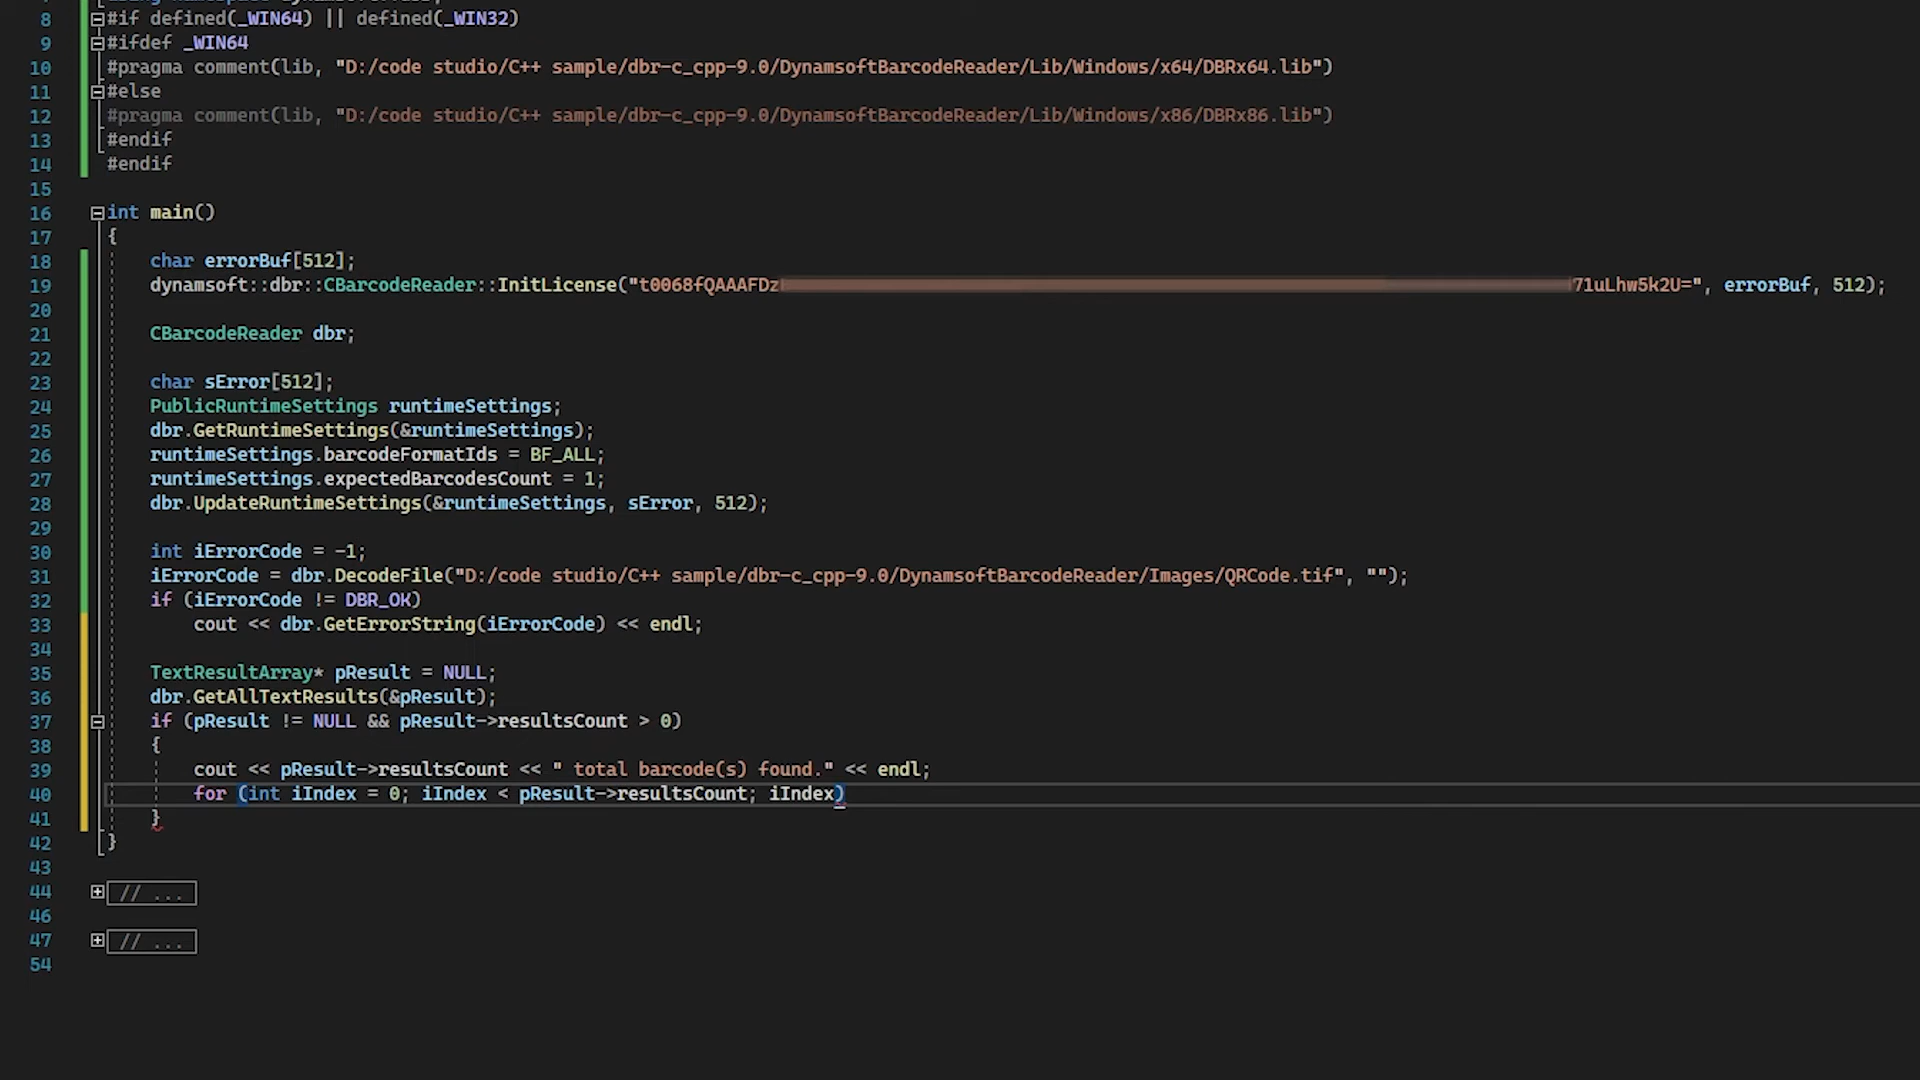 8 #if defined(_WIN64) || defined(_WIN32)
9 #ifdef _WIN64
10 #pragma comment(lib, "D:/code studio/C++ sample/dbr-c_cpp-9.0/DynamsoftBarcodeReader/Lib/Windows/x64/DBRx64.lib")
11 #else
12 #pragma comment(lib, "D:/code studio/C++ sample/dbr-c_cpp-9.0/DynamsoftBarcodeReader/Lib/Windows/x86/DBRx86.lib")
13 #endif
14 #endif
15
16 int main()
17 {
18 char errorBuf[512];
19 dynamsoft::dbr::CBarcodeReader::InitLicense("t0068fQAAAFDz 71uLhw5k2U=", errorBuf, 512);
20
21 CBarcodeReader dbr;
22
23 char sError[512];
24 PublicRuntimeSettings runtimeSettings;
25 dbr.GetRuntimeSettings(&runtimeSettings);
26 runtimeSettings.barcodeFormatIds = BF_ALL;
27 runtimeSettings.expectedBarcodesCount = 1;
28 dbr.UpdateRuntimeSettings(&runtimeSettings, sError, 512);
29
30 int iErrorCode = -1;
31 iErrorCode = dbr.DecodeFile("D:/code studio/C++ sample/dbr-c_cpp-9.0/DynamsoftBarcodeReader/Images/QRCode.tif", "");
32 if (iErrorCode != DBR_OK)
33 cout << dbr.GetErrorString(iErrorCode) << endl;
34
35 TextResultArray* pResult = NULL;
36 dbr.GetAllTextResults(&pResult);
37 if (pResult != NULL && pResult->resultsCount > 0)
38 {
39 cout << pResult->resultsCount << " total barcode(s) found." << endl;
40 for (int iIndex = 0; iIndex < pResult->resultsCount; iIndex)
41 }
42 }
43
44 // ...
46
47 // ...
54